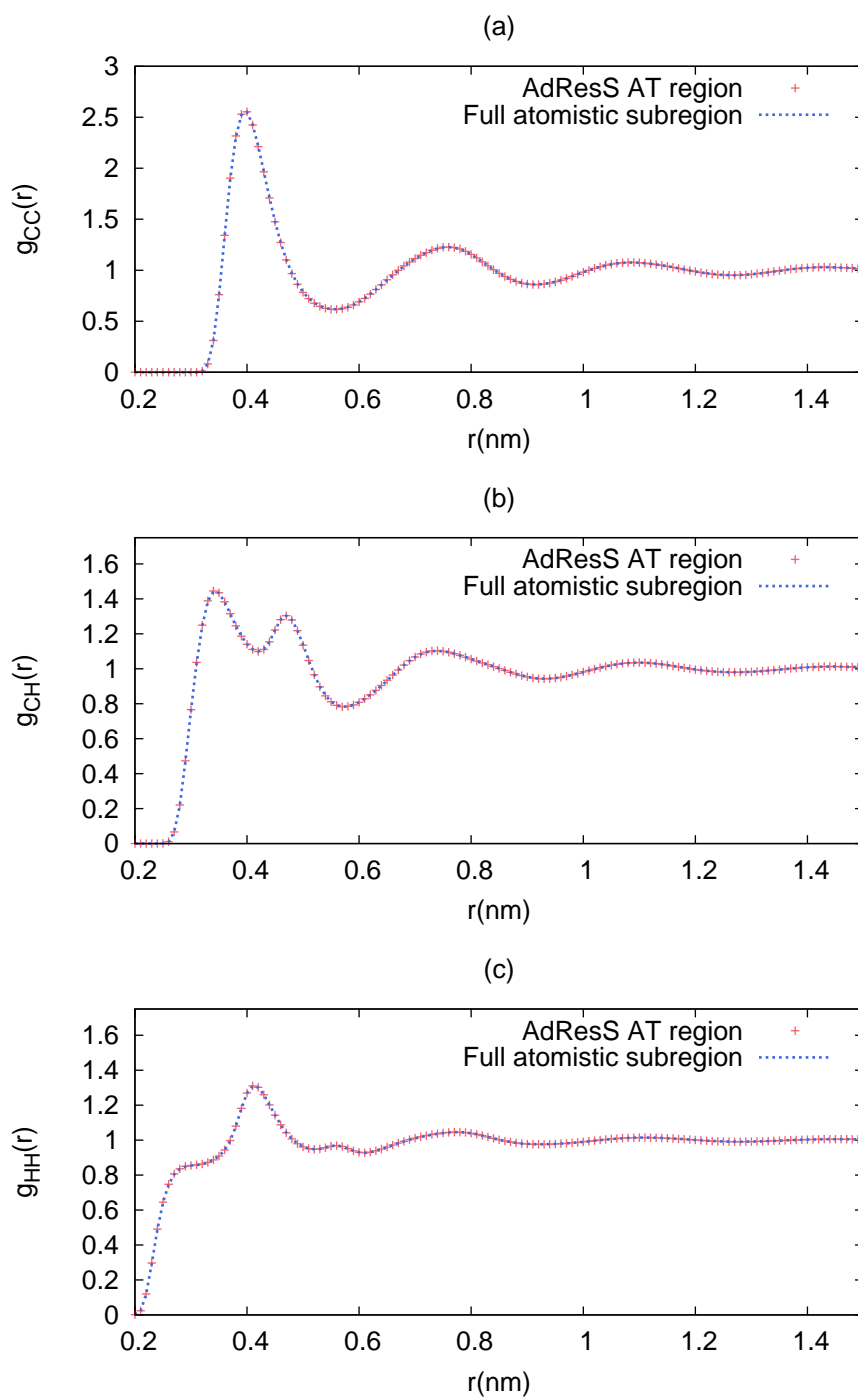 (a)
3
2.5
2
1.5
1
0.5
0
g_CC(r)
AdResS AT region
Full atomistic subregion
0.2 0.4 0.6 0.8 1 1.2 1.4
r(nm)
(b)
1.6
1.4
1.2
1
0.8
0.6
0.4
0.2
0
g_CH(r)
AdResS AT region
Full atomistic subregion
0.2 0.4 0.6 0.8 1 1.2 1.4
r(nm)
(c)
1.6
1.4
1.2
1
0.8
0.6
0.4
0.2
0
g_HH(r)
AdResS AT region
Full atomistic subregion
0.2 0.4 0.6 0.8 1 1.2 1.4
r(nm)